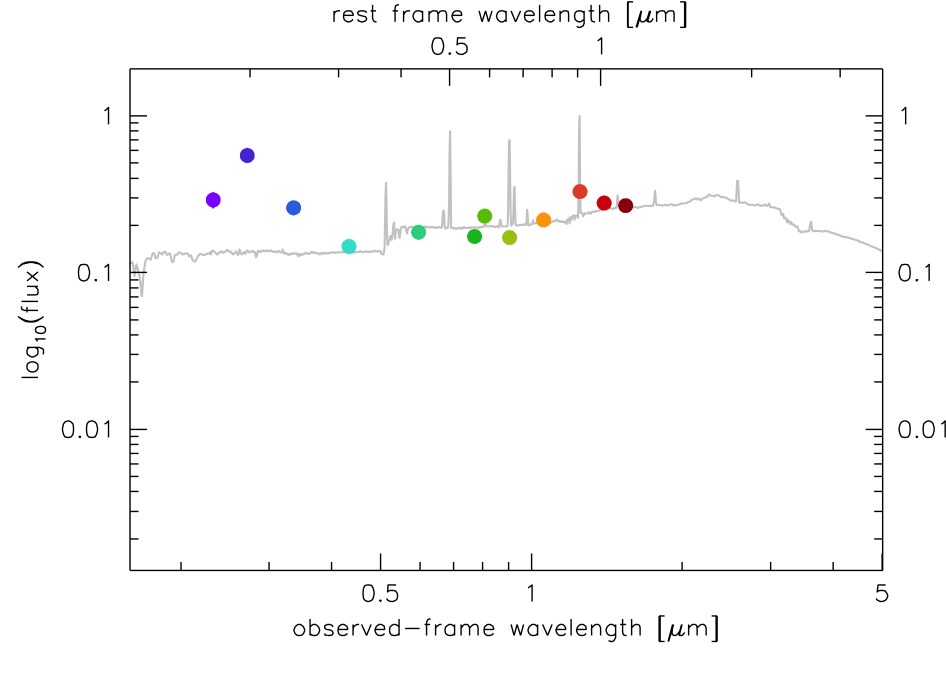 rest frame wavelength [μm]
0.5 1
1 1
0.1 0.1
0.01 0.01
log10(flux)
0.5 1 5
observed-frame wavelength [μm]